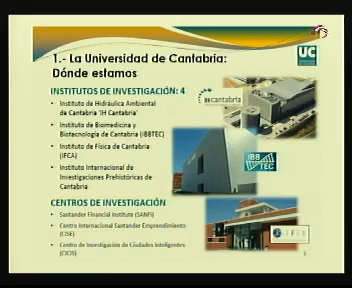 UC
1.- La Universidad de Cantabria:
Dónde estamos
INSTITUTOS DE INVESTIGACIÓN: 4
• Instituto de Hidráulica Ambiental
de Cantabria 'IH Cantabria'
IHcantabria
• Instituto de Biomedicina y
Biotecnología de Cantabria (IBBTEC)
• Instituto de Física de Cantabria
(IFCA)
IBB
TEC
• Instituto Internacional de
Investigaciones Prehistóricas de
Cantabria
CENTROS DE INVESTIGACIÓN
• Santander Financial Institute (SANFI)
• Centro Internacional Santander Emprendimiento
(CISE)
IFCA
• Centro de Investigación de Ciudades Inteligentes
(CICIS)